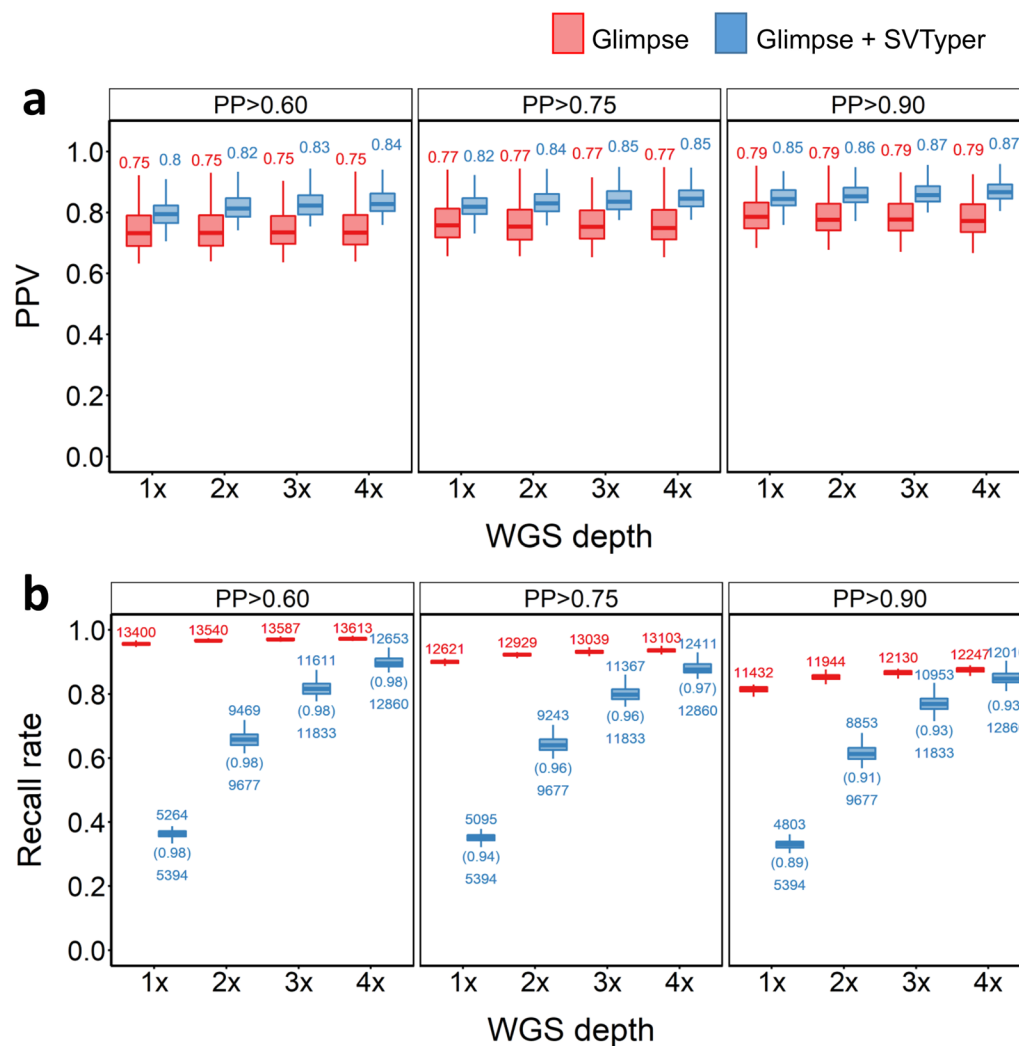 Glimpse Glimpse + SVTyper
a
PP>0.60 PP>0.75 PP>0.90
PPV
1.0
0.8
0.6
0.4
0.2
0.0
0.75 0.8 0.75 0.82 0.75 0.83 0.75 0.84
0.77 0.82 0.77 0.84 0.77 0.85 0.77 0.85
0.79 0.85 0.79 0.86 0.79 0.87 0.79 0.87
1x 2x 3x 4x 1x 2x 3x 4x 1x 2x 3x 4x
WGS depth
b
PP>0.60 PP>0.75 PP>0.90
Recall rate
1.0
0.8
0.6
0.4
0.2
0.0
13400 13540 13587 13613
5264
(0.98)
5394
9469
(0.98)
9677
11611
(0.98)
11833
12653
(0.98)
12860
12621 12929 13039 13103
5095
(0.94)
5394
9243
(0.96)
9677
11367
(0.96)
11833
12411
(0.97)
12860
11432 11944 12130 12247
4803
(0.89)
5394
8853
(0.91)
9677
10953
(0.93)
11833
(0.93
1x 2x 3x 4x 1x 2x 3x 4x 1x 2x 3x 4x
WGS depth